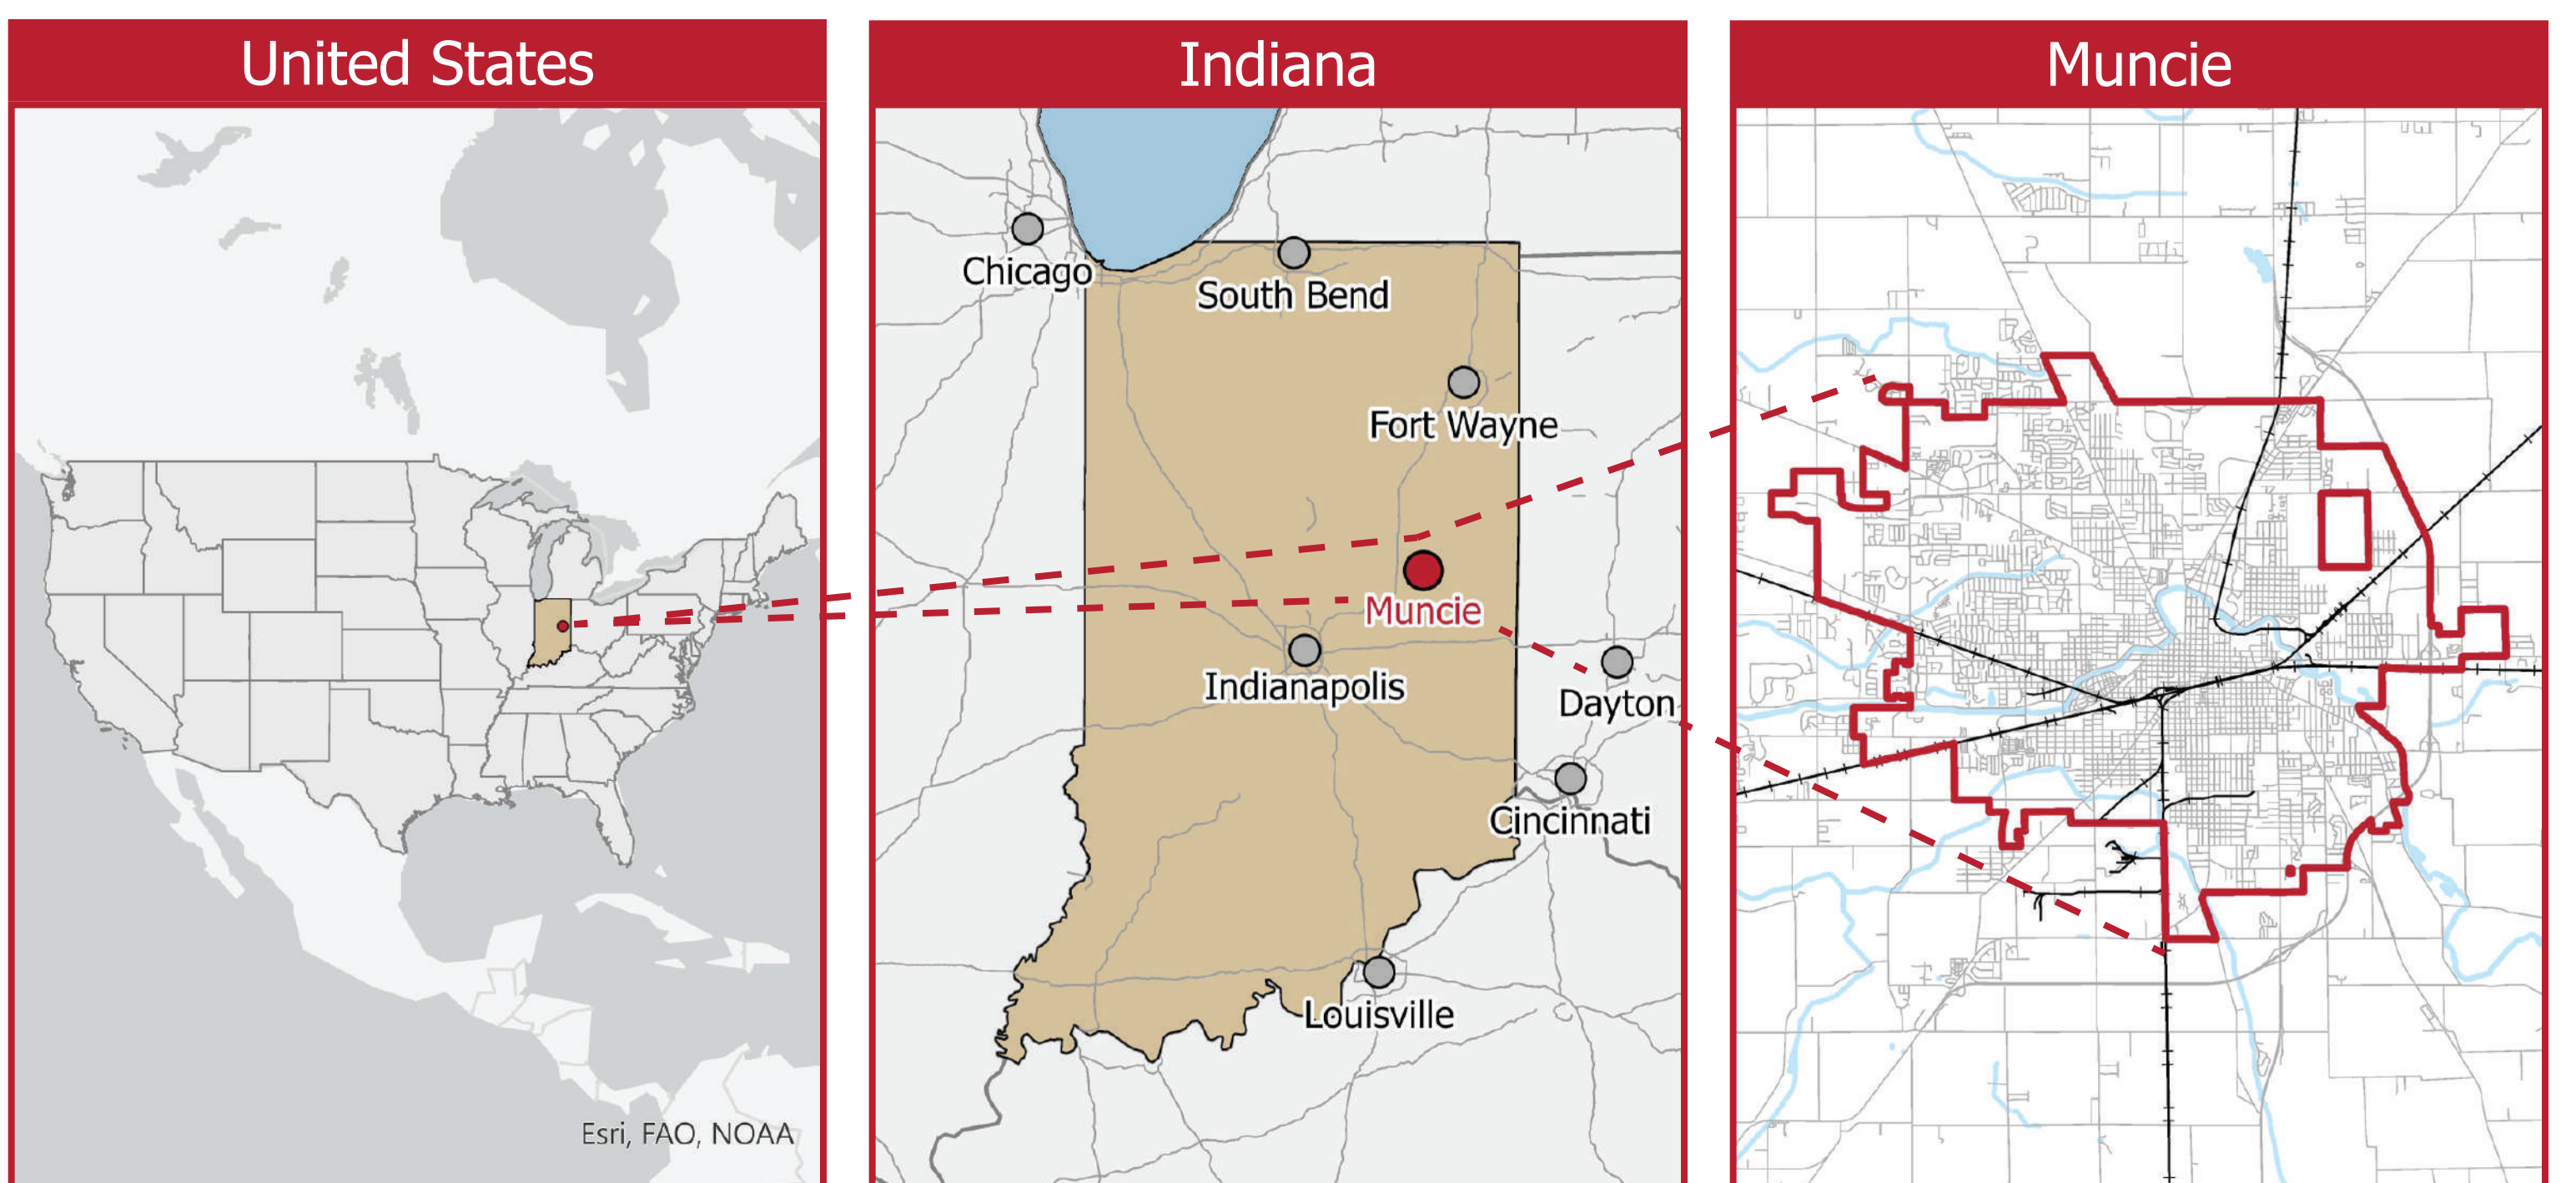 United States
Indiana
Muncie
Chicago
South Bend
Fort Wayne
Muncie
Indianapolis
Dayton
Cincinnati
Louisville
Esri, FAO, NOAA